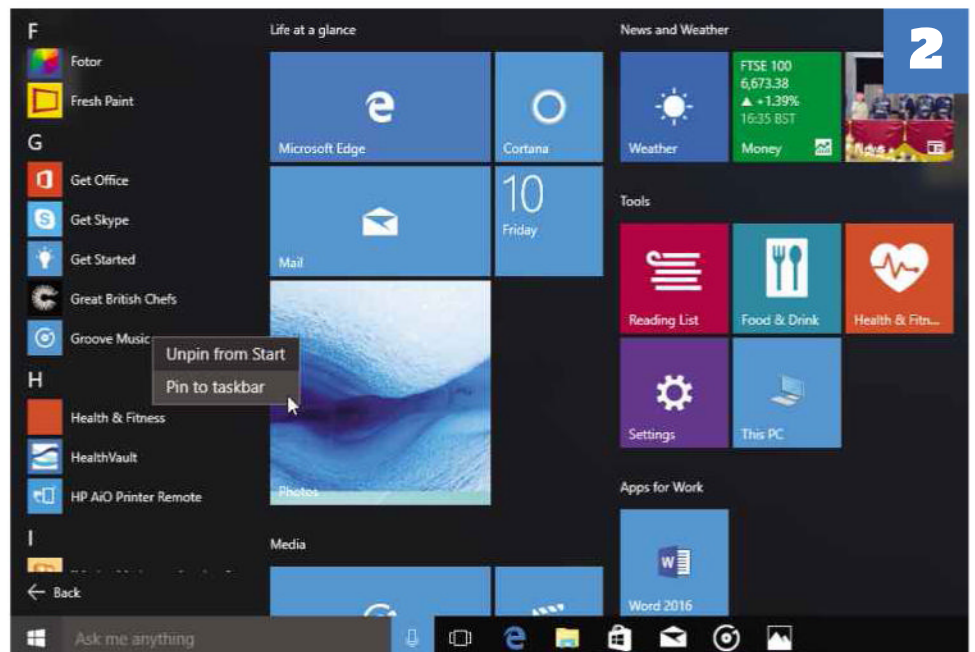 2
F
Fotor
Fresh Paint
G
Get Office
Get Skype
Get Started
Great British Chefs
Groove Music
Unpin from Start
Pin to taskbar
H
Health & Fitness
HealthVault
HP AiO Printer Remote
I
Back
Ask me anything
Life at a glance
Microsoft Edge
Cortana
Mail
10
Friday
Photos
Media
News and Weather
Weather
FTSE 100
6,673.38
▲ +1.39%
16:35 BST
Money
News
Tools
Reading List
Food & Drink
Health & Fitn...
Settings
This PC
Apps for Work
Word 2016